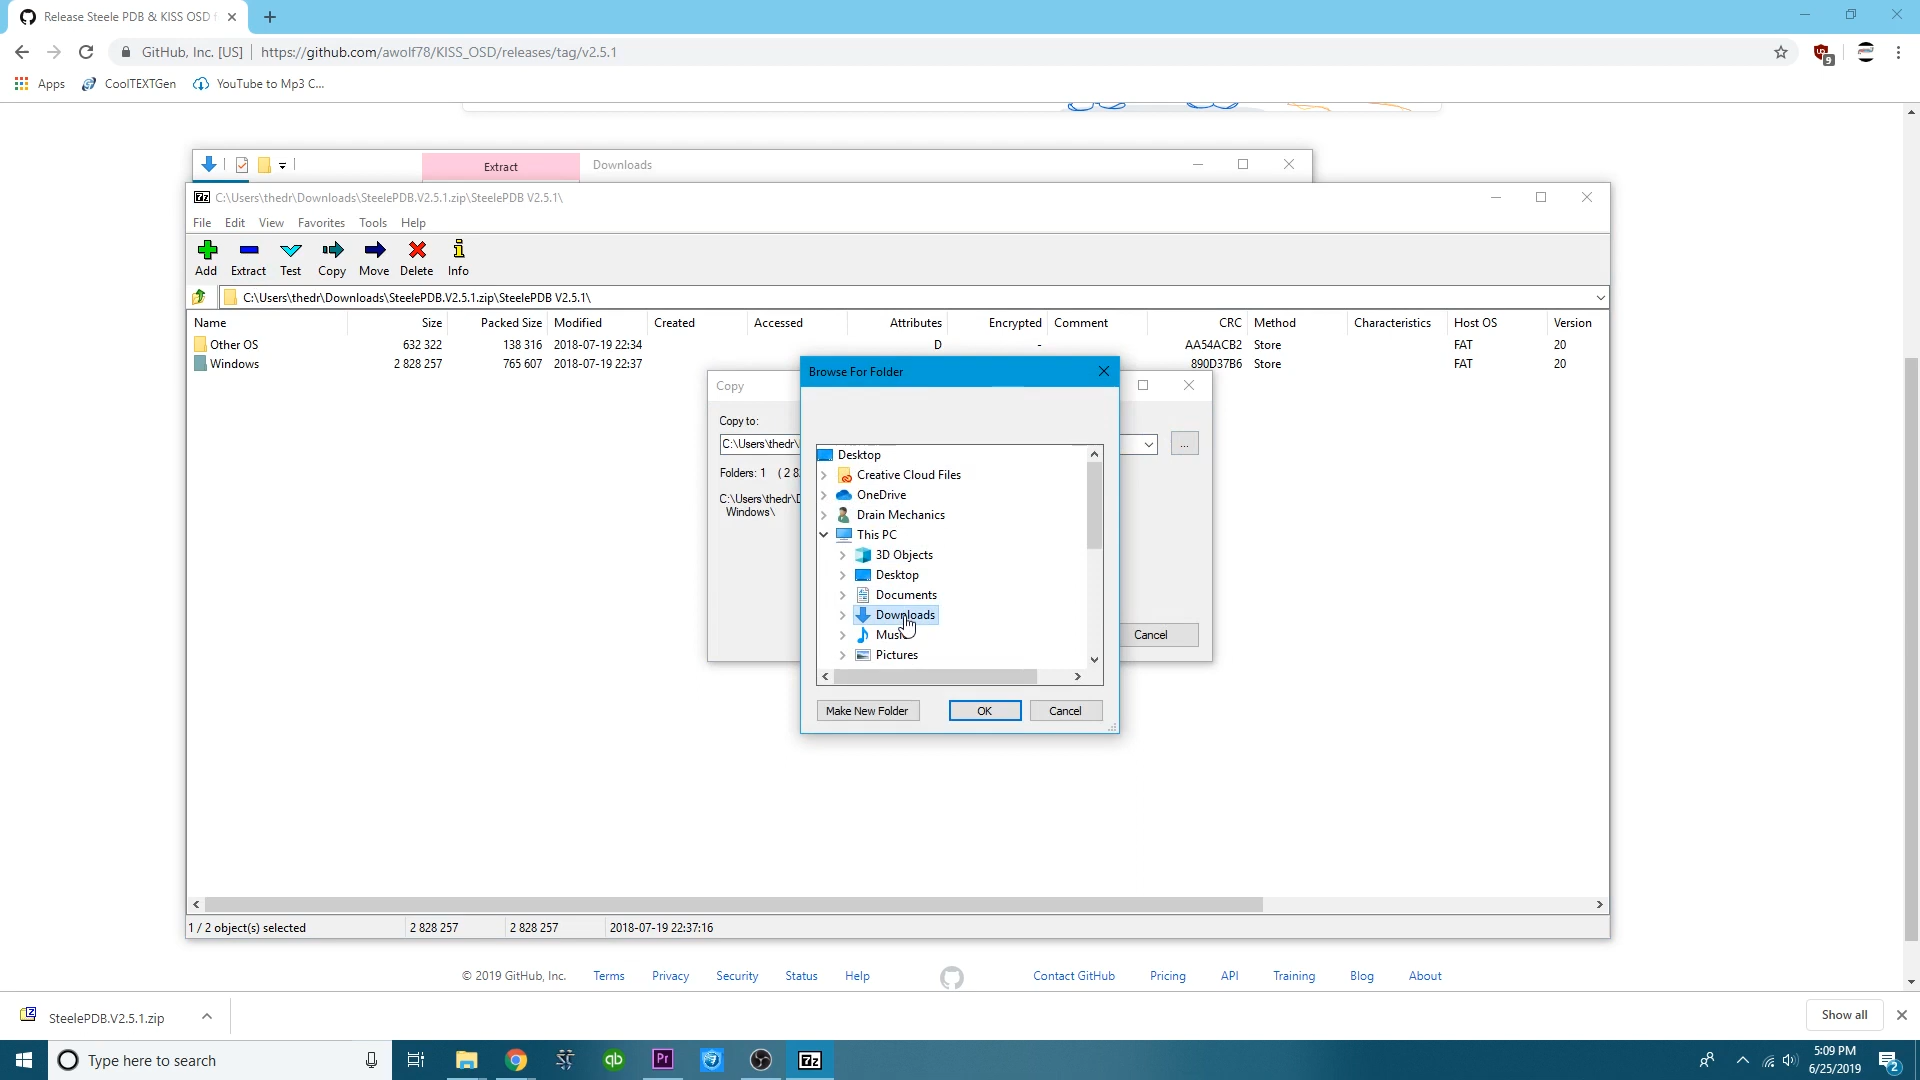 Release Steele PDB & KISS OSD f
GitHub, Inc. [US]
https://github.com/awolf78/KISS_OSD/releases/tag/v2.5.1
9
Apps
CoolTEXTGen
YouTube to Mp3 C...
Extract
Downloads
7z
C:\Users\thedr\Downloads\SteelePDB.V2.5.1.zip\SteelePDB V2.5.1\
File Edit View Favorites Tools Help
Add Extract Test Copy Move Delete Info
C:\Users\thedr\Downloads\SteelePDB.V2.5.1.zip\SteelePDB V2.5.1\
Name Size Packed Size Modified Created Accessed Attributes Encrypted Comment CRC Method Characteristics Host OS Version
Other OS 632 322 138 316 2018-07-19 22:34 D - AA54ACB2 Store FAT 20
Windows 2 828 257 765 607 2018-07-19 22:37 890D37B6 Store FAT 20
Copy
Copy to:
C:\Users\thedr\
...
Folders: 1 (2 8
C:\Users\thedr\D
Windows\
Cancel
Browse For Folder
Desktop
Creative Cloud Files
OneDrive
Drain Mechanics
This PC
3D Objects
Desktop
Documents
Downloads
Music
Pictures
Make New Folder
OK
Cancel
1 / 2 object(s) selected 2 828 257 2 828 257 2018-07-19 22:37:16
© 2019 GitHub, Inc. Terms Privacy Security Status Help Contact GitHub Pricing API Training Blog About
SteelePDB.V2.5.1.zip
Show all
Type here to search
qb
Pr
7z
5:09 PM
6/25/2019
2